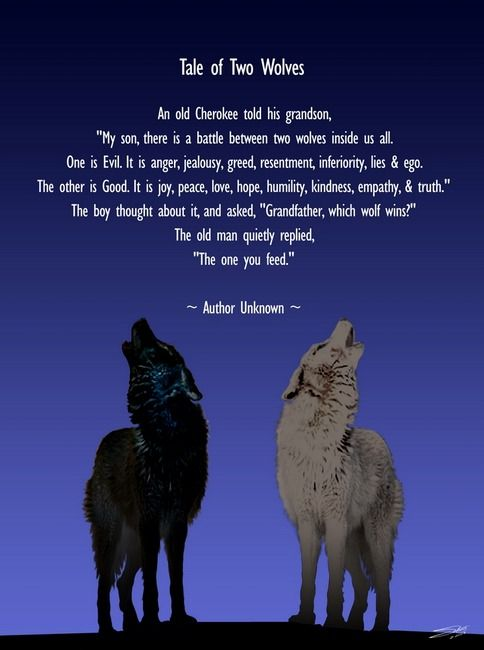 Tale of Two Wolves
An old Cherokee told his grandson,
"My son, there is a battle between two wolves inside us all.
One is Evil. It is anger, jealousy, greed, resentment, inferiority, lies & ego.
The other is Good. It is joy, peace, love, hope, humility, kindness, empathy, & truth."
The boy thought about it, and asked, "Grandfather, which wolf wins?"
The old man quietly replied,
"The one you feed."
~ Author Unknown ~